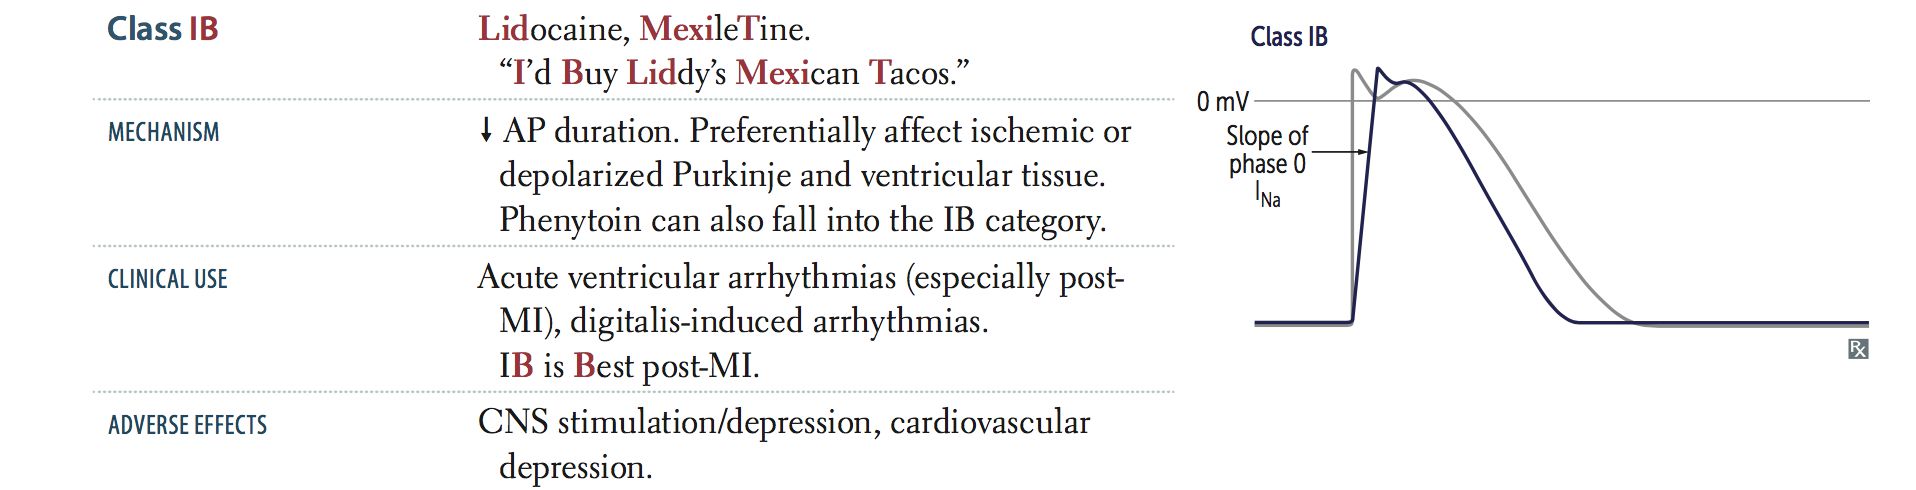 Class IB
Lidocaine, MexileTine.
“I’d Buy Liddy’s Mexican Tacos.”
MECHANISM
↓ AP duration. Preferentially affect ischemic or
depolarized Purkinje and ventricular tissue.
Phenytoin can also fall into the IB category.
CLINICAL USE
Acute ventricular arrhythmias (especially post-
MI), digitalis-induced arrhythmias.
IB is Best post-MI.
ADVERSE EFFECTS
CNS stimulation/depression, cardiovascular
depression.
Class IB
0 mV
Slope of
phase 0
INa
Rx